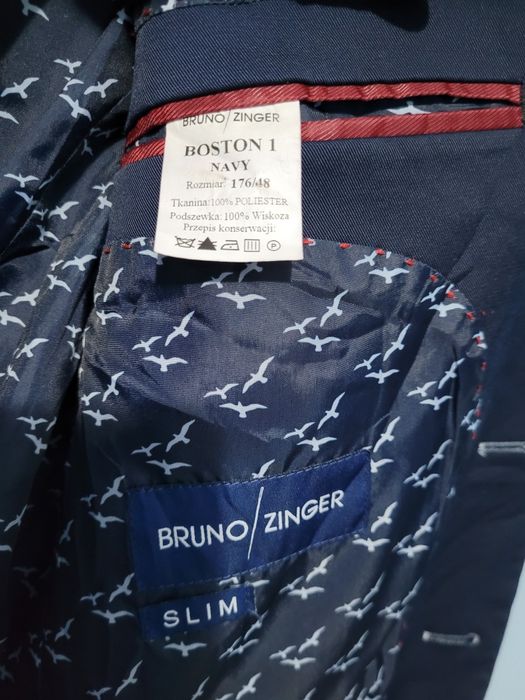 BRUNO/ZINGER
BOSTON 1
NAVY
Rozmiar: 176/48
Tkanina:100% POLIESTER
Podszewka: 100% Wiskoza
Przepis konserwacji:
P
BRUNO/ZINGER
SLIM